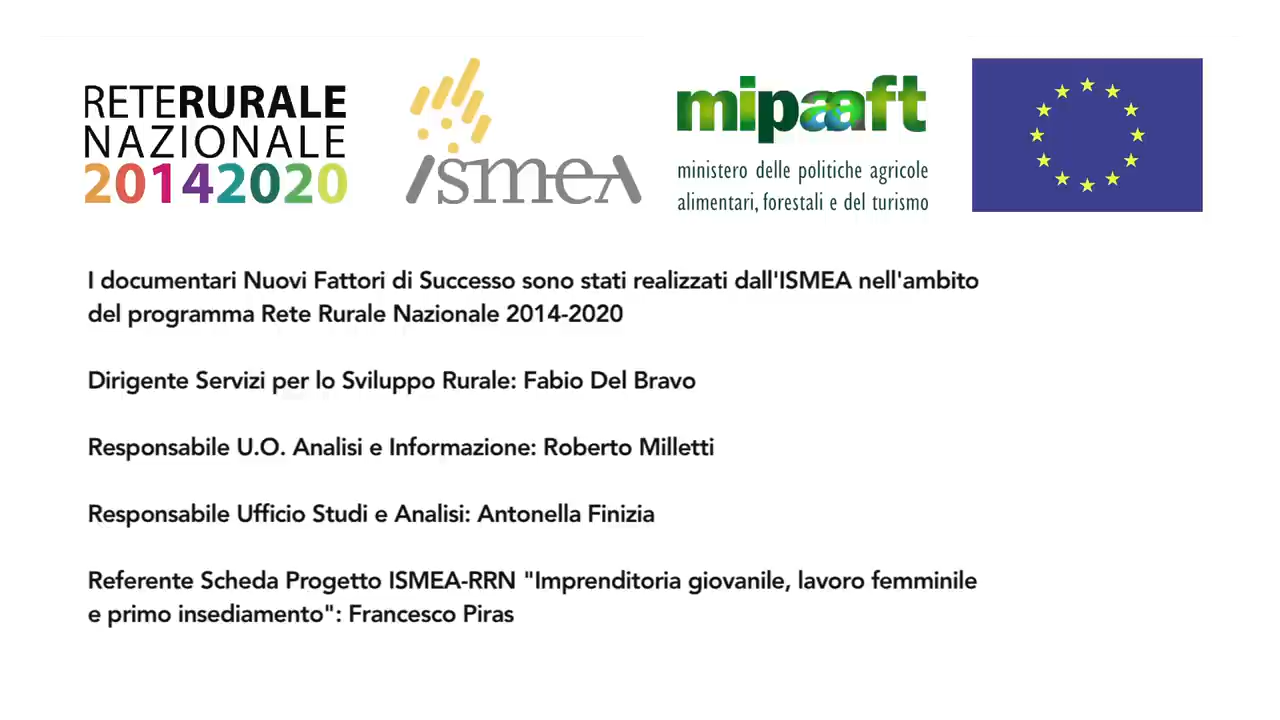 RETERURALE
NAZIONALE
20142020
ismea
mipaaft
ministero delle politiche agricole
alimentari, forestali e del turismo
I documentari Nuovi Fattori di Successo sono stati realizzati dall'ISMEA nell'ambito
del programma Rete Rurale Nazionale 2014-2020
Dirigente Servizi per lo Sviluppo Rurale: Fabio Del Bravo
Responsabile U.O. Analisi e Informazione: Roberto Milletti
Responsabile Ufficio Studi e Analisi: Antonella Finizia
Referente Scheda Progetto ISMEA-RRN "Imprenditoria giovanile, lavoro femminile
e primo insediamento": Francesco Piras